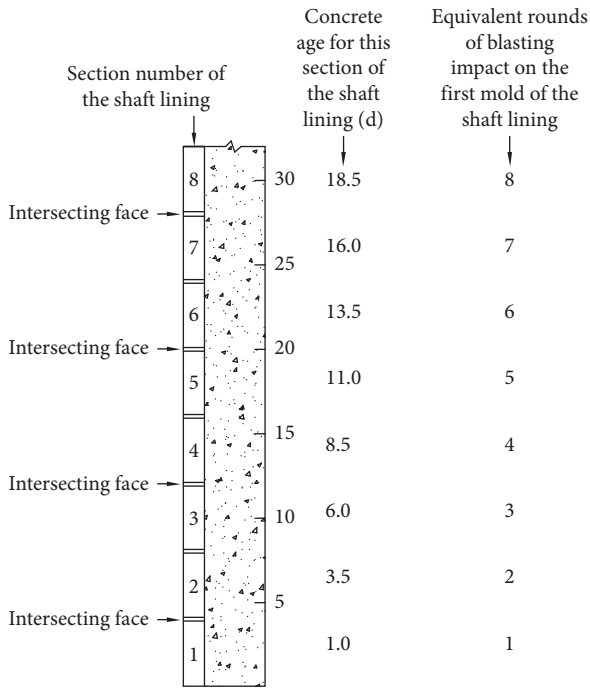 Section number of
the shaft lining
Concrete
age for this
section of
the shaft
lining (d)
Equivalent rounds
of blasting
impact on the
first mold of the
shaft lining
8
30
18.5
8
Intersecting face
7
25
16.0
7
6
13.5
6
Intersecting face
20
5
11.0
5
15
4
8.5
4
Intersecting face
3
10
6.0
3
2
5
3.5
2
Intersecting face
1
1.0
1